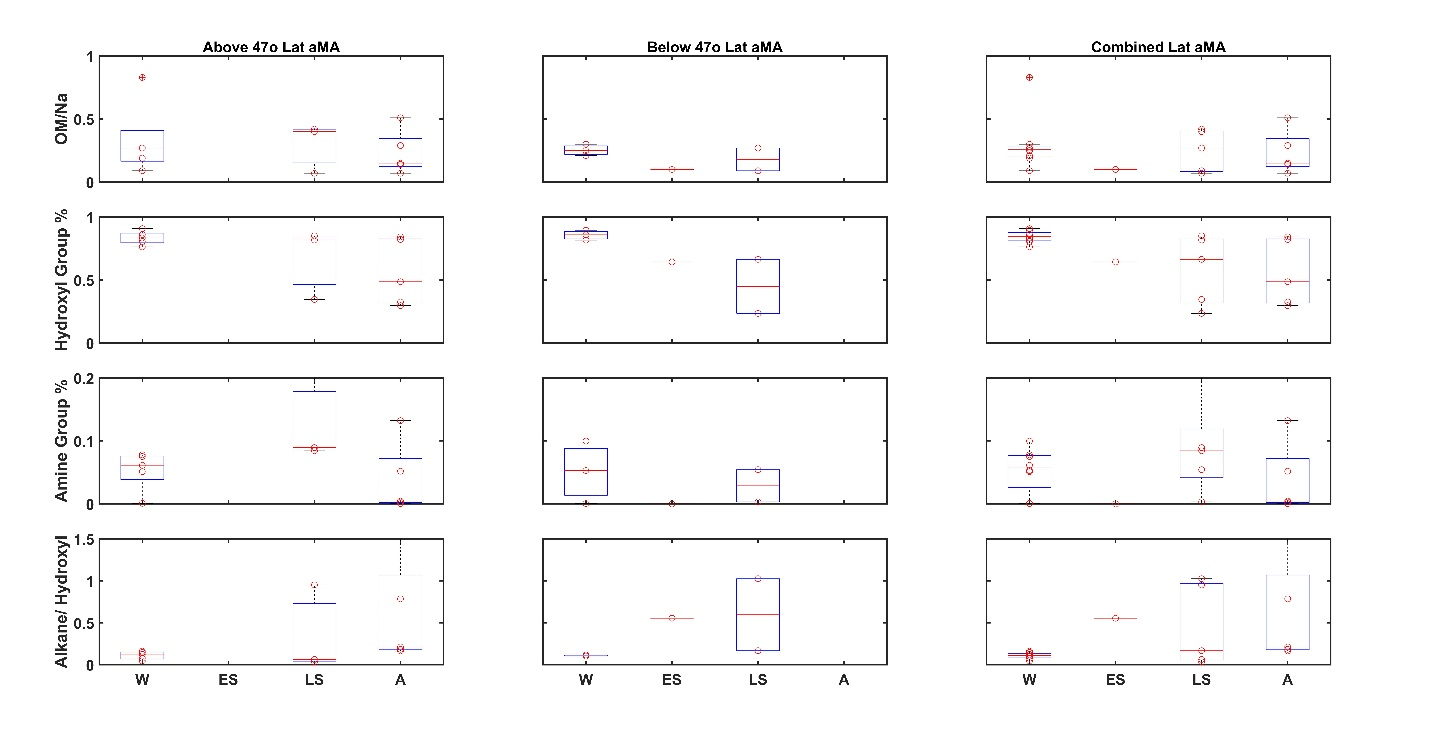 Above 47o Lat aMA
Below 47o Lat aMA
Combined Lat aMA
OM/Na
1
0.5
0
Hydroxyl Group %
1
0.5
0
Amine Group %
0.2
0.1
0
Alkane/ Hydroxyl
1.5
1
0.5
0
W ES LS A
W ES LS A
W ES LS A